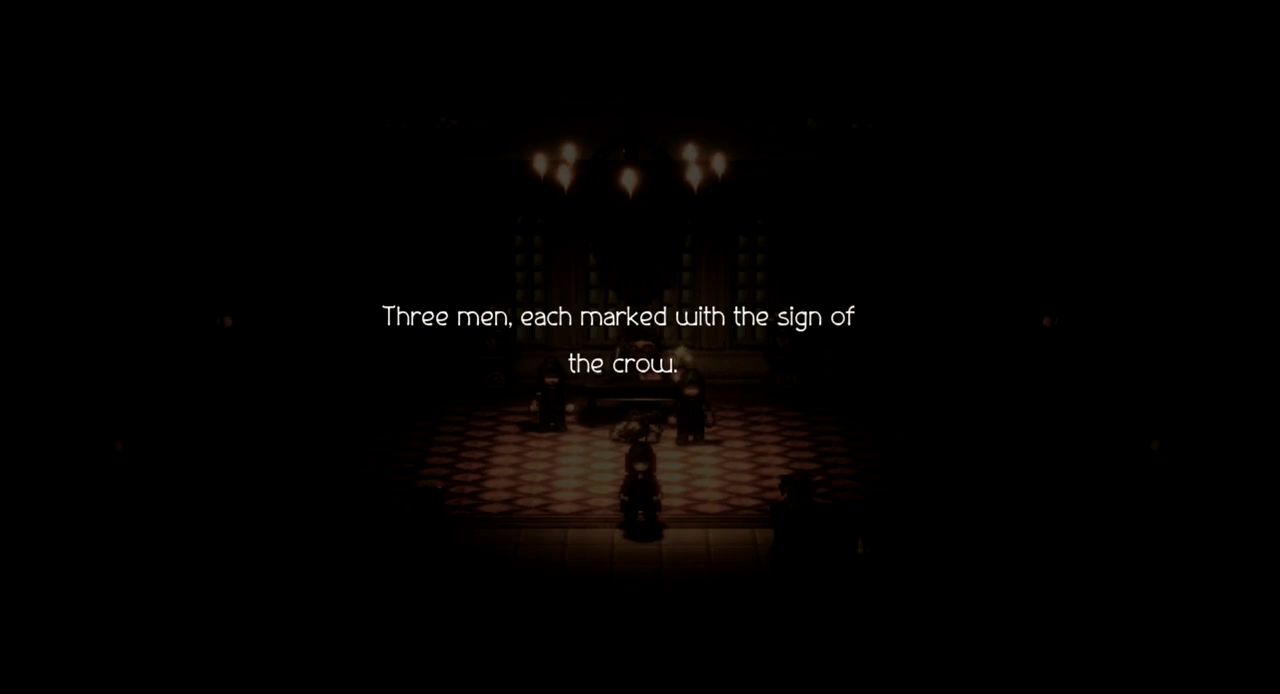 Three men, each marked with the sign of
the crow.